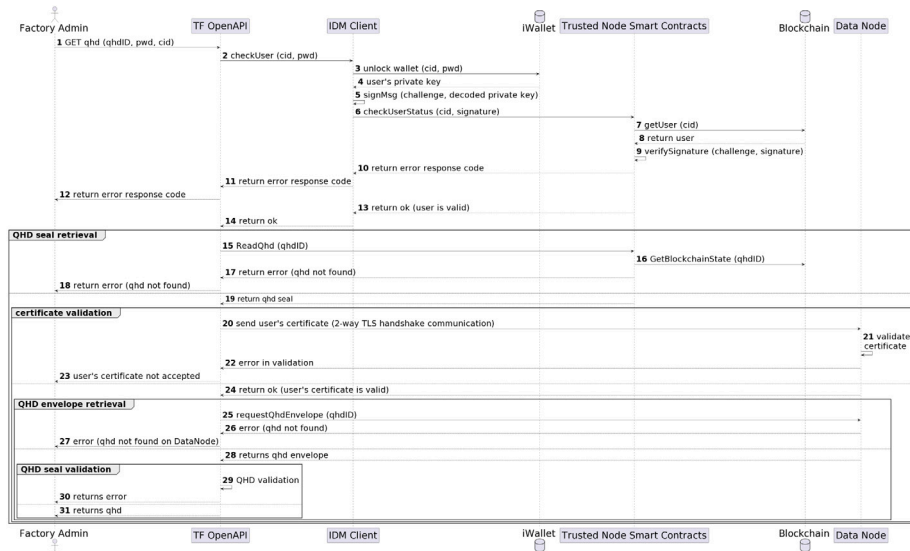 Factory Admin
TF OpenAPI
IDM Client
iWallet
Trusted Node Smart Contracts
Blockchain
Data Node
1 GET qhd (qhdID, pwd, cid)
2 checkUser (cid, pwd)
3 unlock wallet (cid, pwd)
4 user's private key
5 signMsg (challenge, decoded private key)
6 checkUserStatus (cid, signature)
7 getUser (cid)
8 return user
9 verifySignature (challenge, signature)
10 return error response code
11 return error response code
12 return error response code
13 return ok (user is valid)
14 return ok
QHD seal retrieval
15 ReadQhd (qhdID)
16 GetBlockchainState (qhdID)
17 return error (qhd not found)
18 return error (qhd not found)
19 return qhd seal
certificate validation
20 send user's certificate (2-way TLS handshake communication)
21 validate
certificate
22 error in validation
23 user's certificate not accepted
24 return ok (user's certificate is valid)
QHD envelope retrieval
25 requestQhdEnvelope (qhdID)
26 error (qhd not found)
27 error (qhd not found on DataNode)
28 returns qhd envelope
QHD seal validation
29 QHD validation
30 returns error
31 returns qhd
Factory Admin
TF OpenAPI
IDM Client
iWallet
Trusted Node Smart Contracts
Blockchain
Data Node